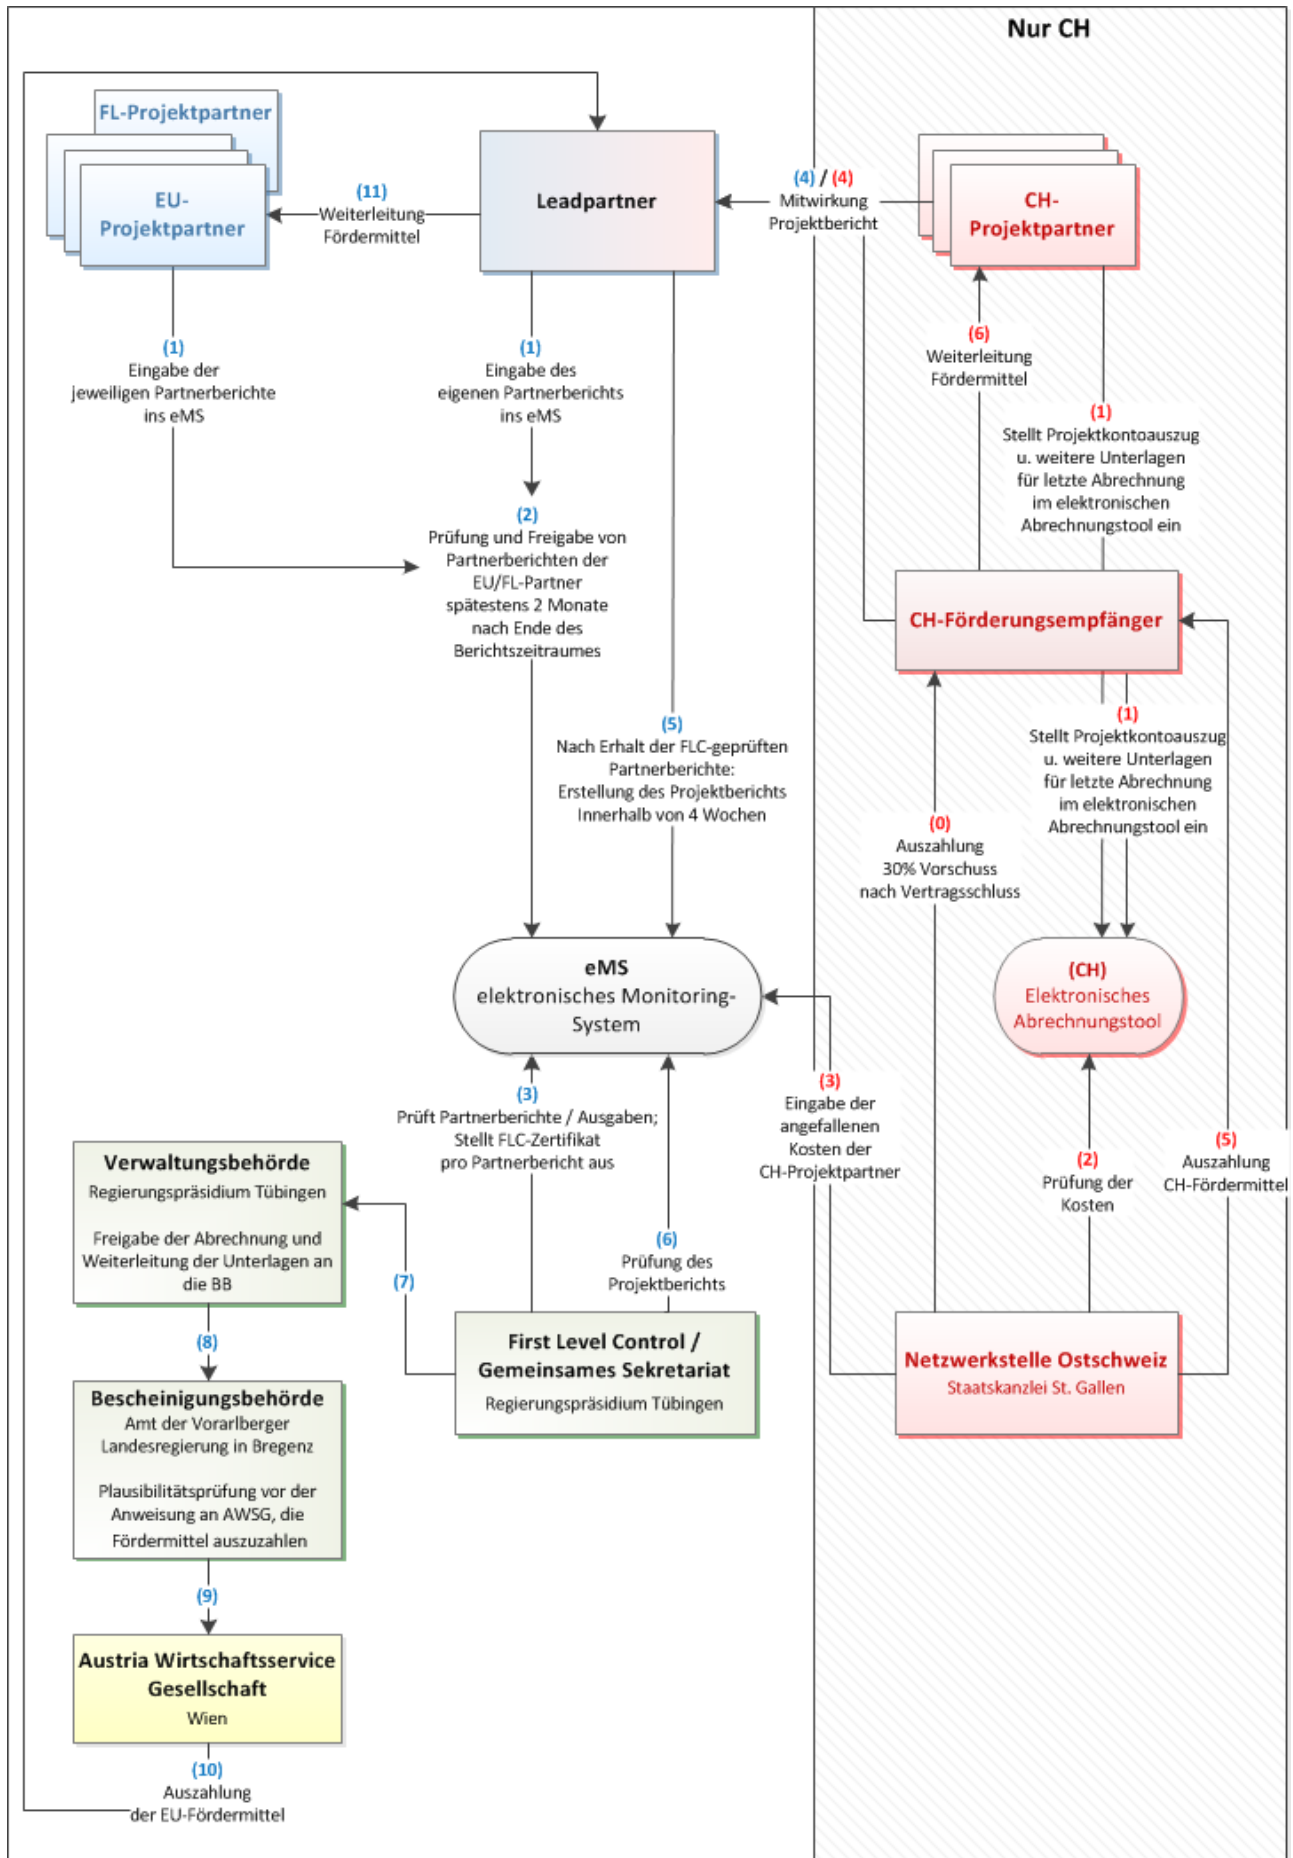 Nur CH
FL-Projektpartner
EU-
Projektpartner
(11)
Weiterleitung
Fördermittel
Leadpartner
(4) / (4)
Mitwirkung
Projektbericht
CH-
Projektpartner
(1)
Eingabe der
jeweiligen Partnerberichte
ins eMS
(1)
Eingabe des
eigenen Partnerberichts
ins eMS
(6)
Weiterleitung
Fördermittel
(1)
Stellt Projektkontoauszug
u. weitere Unterlagen
für letzte Abrechnung
im elektronischen
Abrechnungstool ein
(2)
Prüfung und Freigabe von
Partnerberichten der
EU/FL-Partner
spätestens 2 Monate
nach Ende des
Berichtszeitraumes
CH-Förderungsempfänger
(5)
Nach Erhalt der FLC-geprüften
Partnerberichte:
Erstellung des Projektberichts
Innerhalb von 4 Wochen
(1)
Stellt Projektkontoauszug
u. weitere Unterlagen
für letzte Abrechnung
im elektronischen
Abrechnungstool ein
(0)
Auszahlung
30% Vorschuss
nach Vertragsschluss
eMS
elektronisches Monitoring-
System
(CH)
Elektronisches
Abrechnungstool
(3)
Prüft Partnerberichte / Ausgaben;
Stellt FLC-Zertifikat
pro Partnerbericht aus
(3)
Eingabe der
angefallenen
Kosten der
CH-Projektpartner
(2)
Prüfung der
Kosten
(5)
Auszahlung
CH-Fördermittel
Verwaltungsbehörde
Regierungspräsidium Tübingen
Freigabe der Abrechnung und
Weiterleitung der Unterlagen an
die BB
(6)
Prüfung des
Projektberichts
(7)
(8)
First Level Control /
Gemeinsames Sekretariat
Regierungspräsidium Tübingen
Netzwerkstelle Ostschweiz
Staatskanzlei St. Gallen
Bescheinigungsbehörde
Amt der Vorarlberger
Landesregierung in Bregenz
Plausibilitätsprüfung vor der
Anweisung an AWSG, die
Fördermittel auszuzahlen
(9)
Austria Wirtschaftsservice
Gesellschaft
Wien
(10)
Auszahlung
der EU-Fördermittel